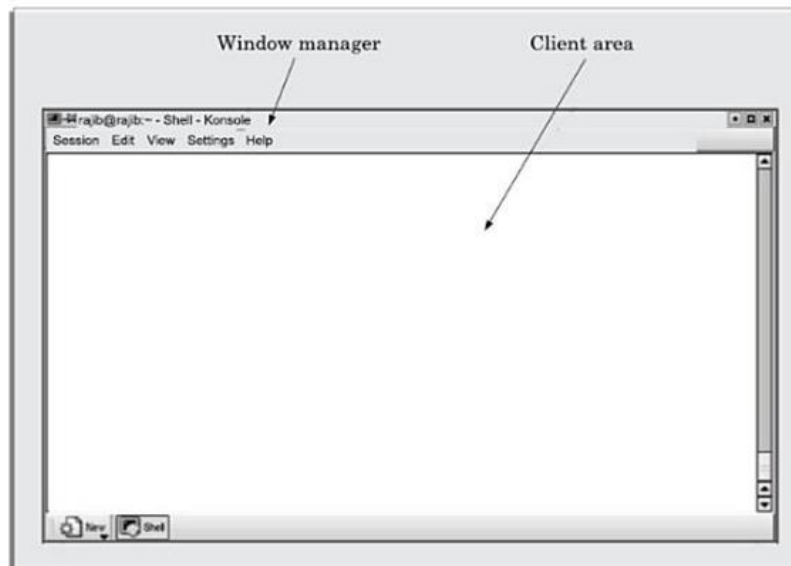 Window manager Client area
rajib@rajib:~ - Shell - Konsole
Session Edit View Settings Help
New Shell